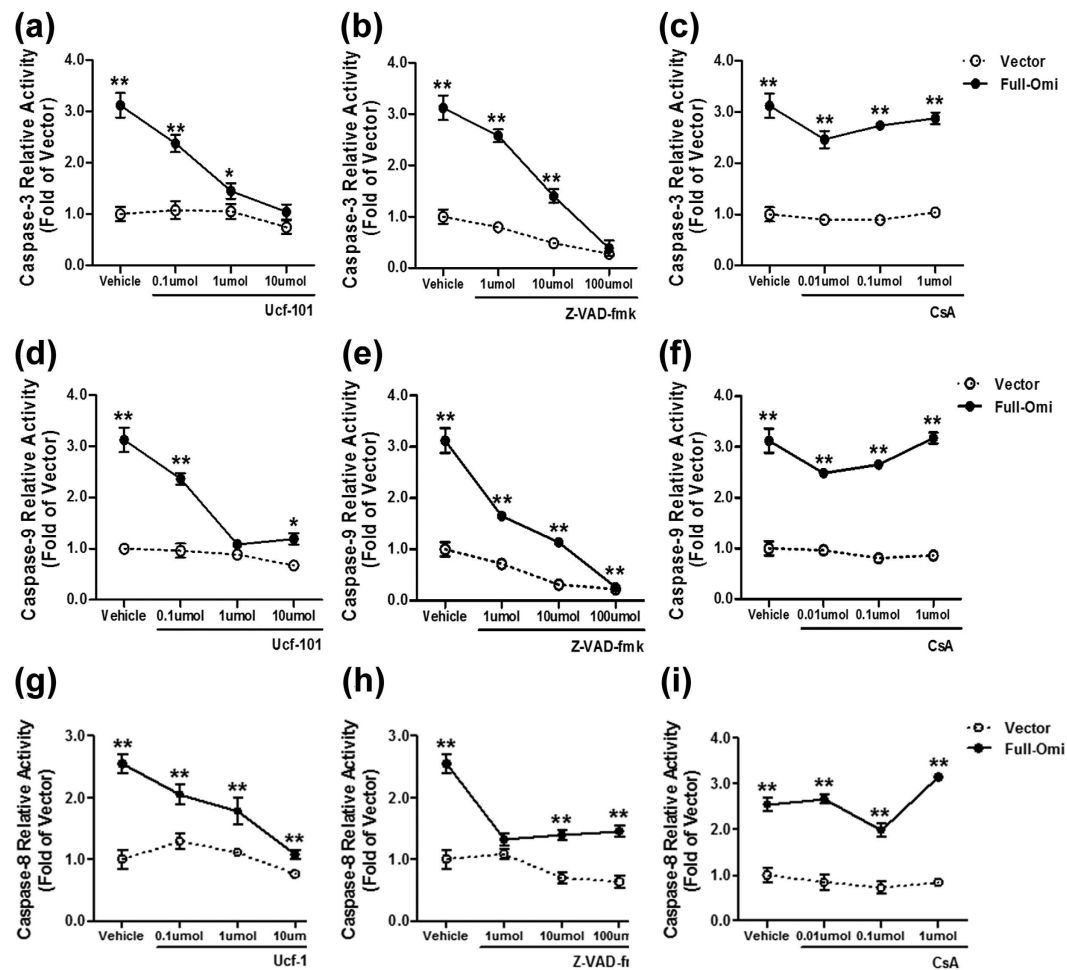 (a)
Caspase-3 Relative Activity
(Fold of Vector)
4.0
3.0
2.0
1.0
0.0
**
**
*
Vehicle 0.1umol 1umol 10umol
Ucf-101
(b)
Caspase-3 Relative Activity
(Fold of Vector)
4.0
3.0
2.0
1.0
0.0
**
**
**
Vehicle 1umol 10umol 100umol
Z-VAD-fmk
(c)
Caspase-3 Relative Activity
(Fold of Vector)
4.0
3.0
2.0
1.0
0.0
** ** ** **
Vehicle 0.01umol 0.1umol 1umol
CsA
Vector
Full-Omi
(d)
Caspase-9 Relative Activity
(Fold of Vector)
4.0
3.0
2.0
1.0
0.0
**
**
*
Vehicle 0.1umol 1umol 10umol
Ucf-101
(e)
Caspase-9 Relative Activity
(Fold of Vector)
4.0
3.0
2.0
1.0
0.0
**
**
**
**
Vehicle 1umol 10umol 100umol
Z-VAD-fmk
(f)
Caspase-9 Relative Activity
(Fold of Vector)
4.0
3.0
2.0
1.0
0.0
** ** ** **
Vehicle 0.01umol 0.1umol 1umol
CsA
Vector
Full-Omi
(g)
Caspase-8 Relative Activity
(Fold of Vector)
3.0
2.0
1.0
0.0
**
**
**
**
Vehicle 0.1umol 1umol 10um
Ucf-1
(h)
Caspase-8 Relative Activity
(Fold of Vector)
3.0
2.0
1.0
0.0
**
** **
Vehicle 1umol 10umol 100um
Z-VAD-fr
(i)
Caspase-8 Relative Activity
(Fold of Vector)
4.0
3.0
2.0
1.0
0.0
** ** ** **
Vehicle 0.01umol 0.1umol 1umol
CsA
Vector
Full-Omi